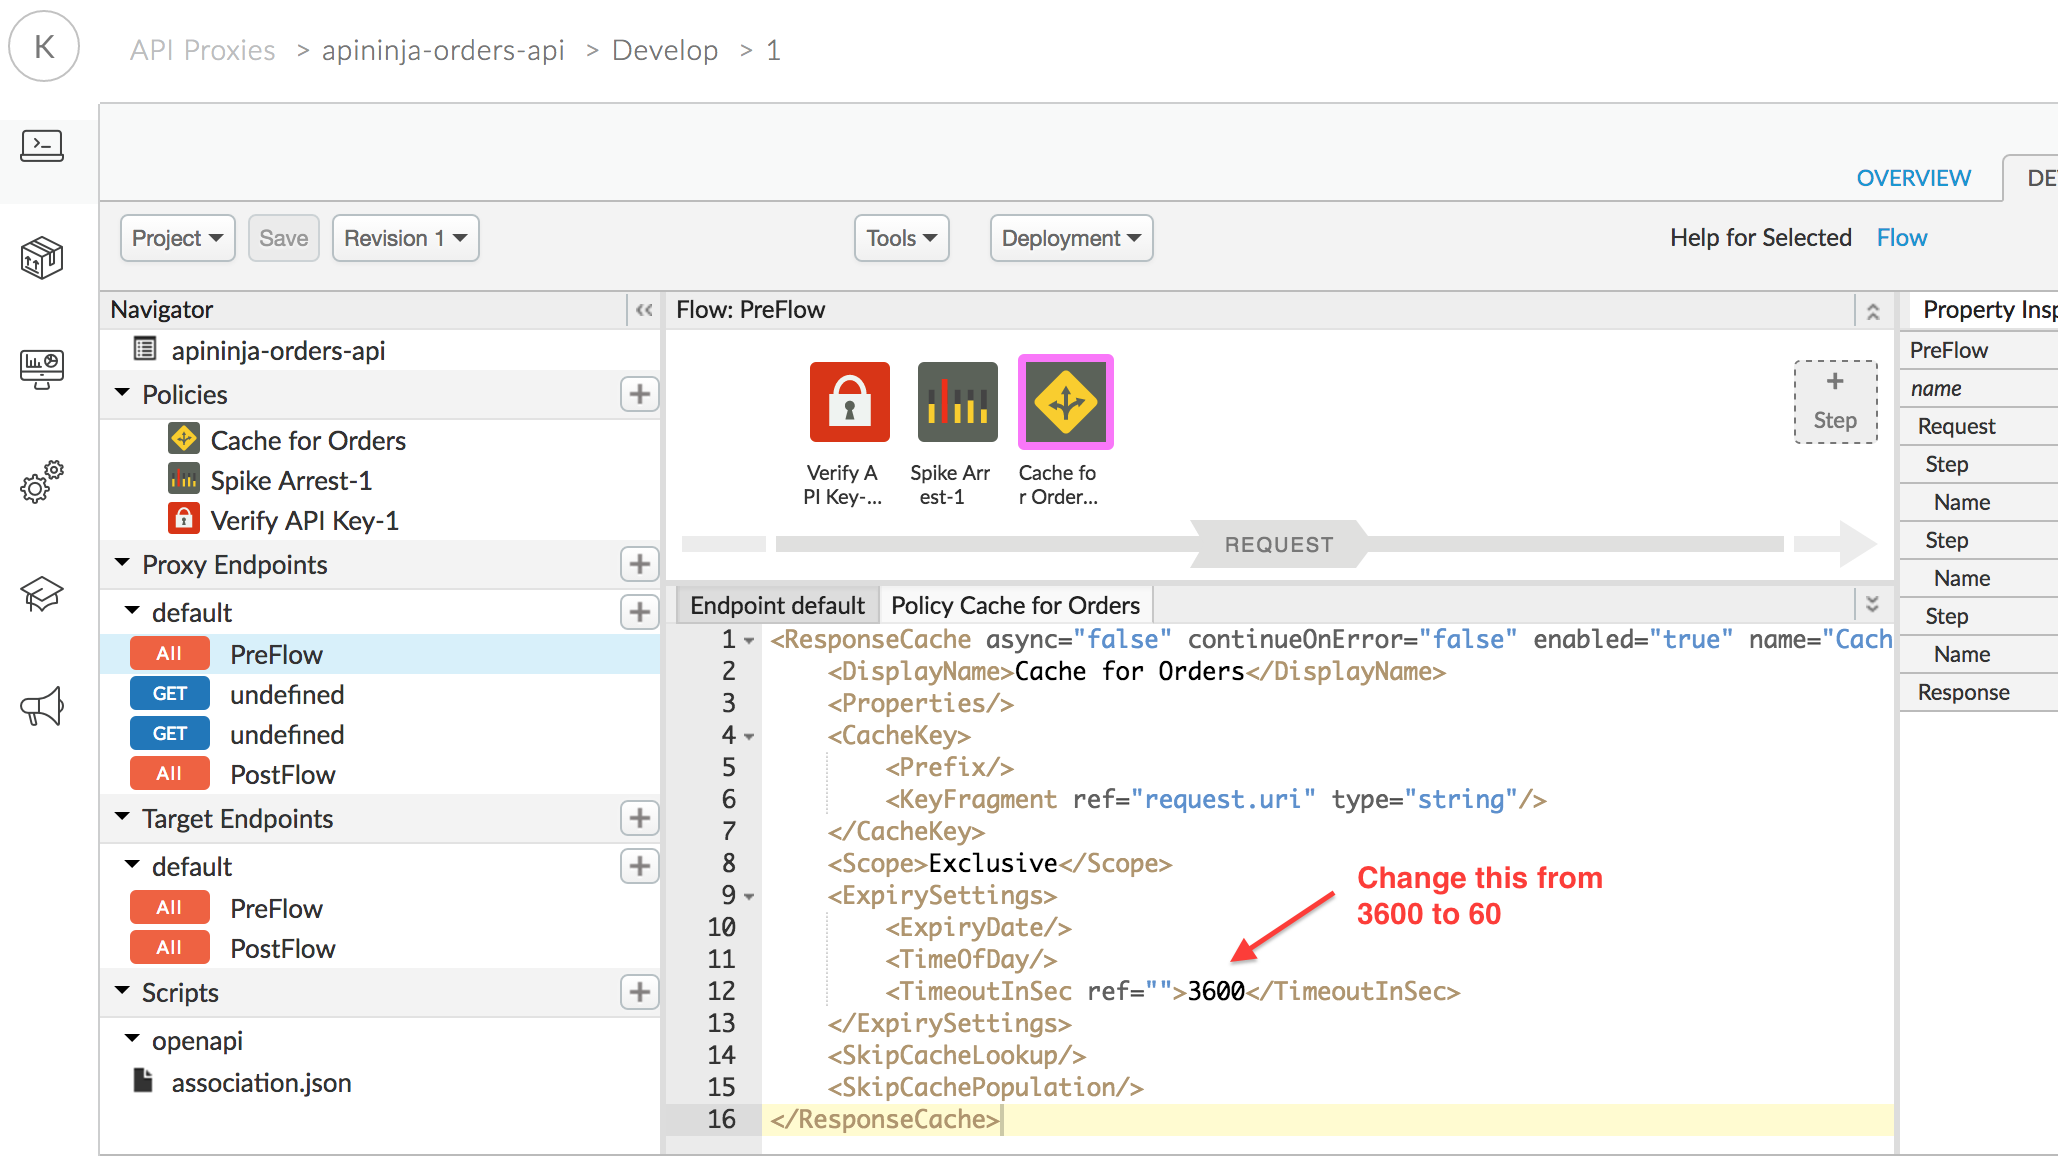 K
API Proxies > apininja-orders-api > Develop > 1
OVERVIEW
DE
Project
Save
Revision 1
Tools
Deployment
Help for Selected
Flow
Navigator
apininja-orders-api
Policies
Cache for Orders
Spike Arrest-1
Verify API Key-1
Proxy Endpoints
default
All PreFlow
GET undefined
GET undefined
All PostFlow
Target Endpoints
default
All PreFlow
All PostFlow
Scripts
openapi
association.json
Flow: PreFlow
Verify A
PI Key-...
Spike Arr
est-1
Cache fo
r Order...
+
Step
REQUEST
Endpoint default
Policy Cache for Orders
1 <ResponseCache async="false" continueOnError="false" enabled="true" name="Cach
2 <DisplayName>Cache for Orders</DisplayName>
3 <Properties/>
4 <CacheKey>
5 <Prefix/>
6 <KeyFragment ref="request.uri" type="string"/>
7 </CacheKey>
8 <Scope>Exclusive</Scope>
9 <ExpirySettings>
10 <ExpiryDate/>
11 <TimeOfDay/>
12 <TimeoutInSec ref="">3600</TimeoutInSec>
13 </ExpirySettings>
14 <SkipCacheLookup/>
15 <SkipCachePopulation/>
16 </ResponseCache>
Change this from
3600 to 60
Property Insp
PreFlow
name
Request
Step
Name
Step
Name
Step
Name
Response